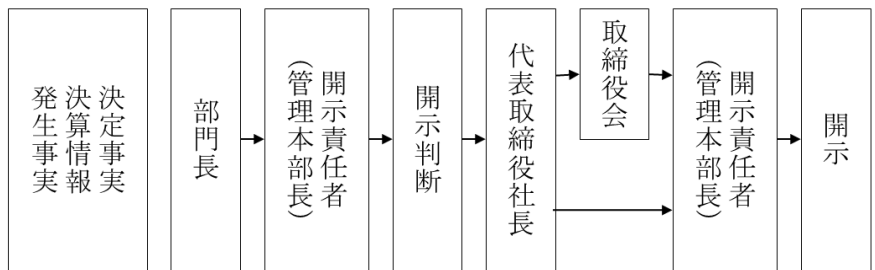 決定事実
決算情報
発生事実
部門長
開示責任者
（管理本部長）
開示判断
代表取締役社長
取締役会
開示責任者
（管理本部長）
開示